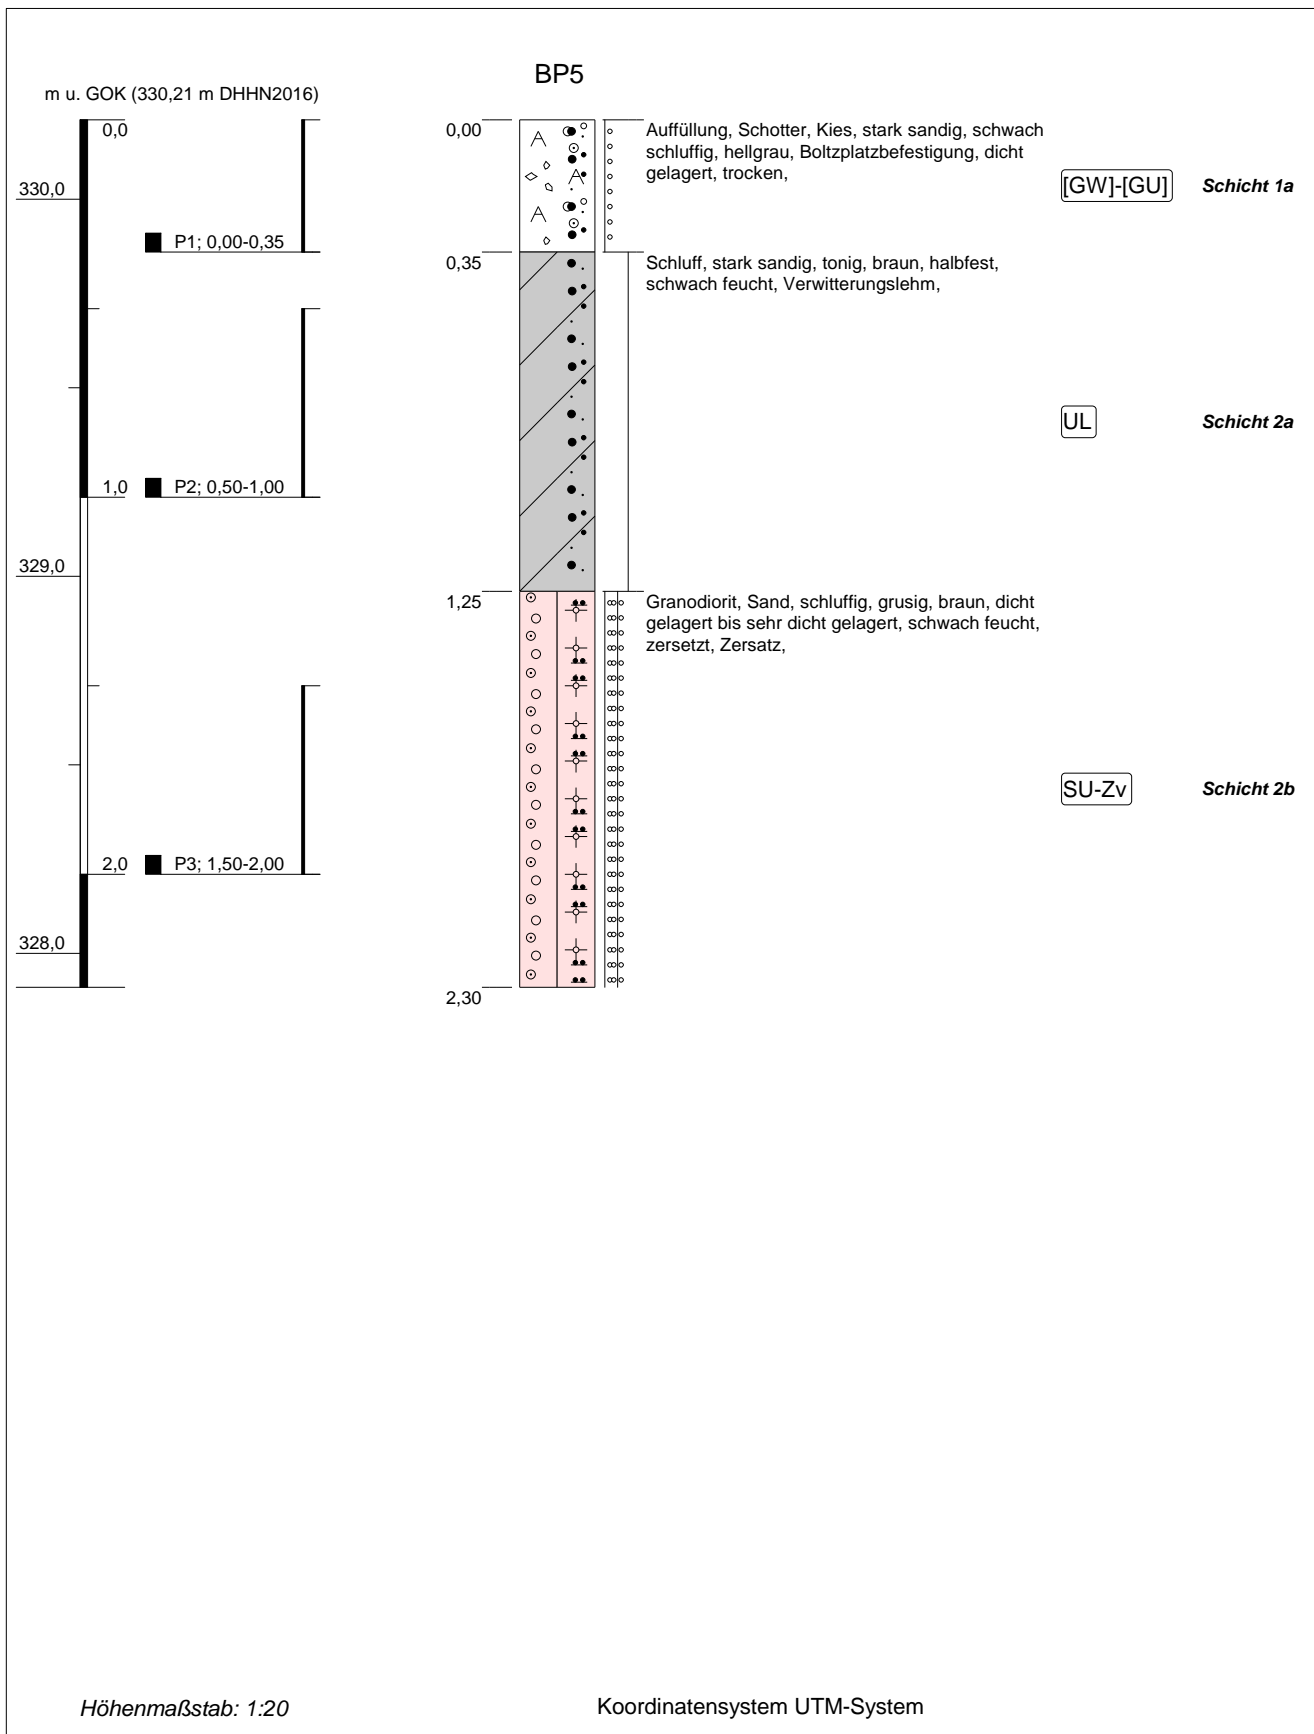 BP5
m u. GOK (330,21 m DHHN2016)
0,0
330,0
P1; 0,00-0,35
1,0
P2; 0,50-1,00
329,0
2,0
P3; 1,50-2,00
328,0
0,00
Auffüllung, Schotter, Kies, stark sandig, schwach
schluffig, hellgrau, Boltzplatzbefestigung, dicht
gelagert, trocken,
[GW]-[GU]
Schicht 1a
0,35
Schluff, stark sandig, tonig, braun, halbfest,
schwach feucht, Verwitterungslehm,
UL
Schicht 2a
1,25
Granodiorit, Sand, schluffig, grusig, braun, dicht
gelagert bis sehr dicht gelagert, schwach feucht,
zersetzt, Zersatz,
SU-Zv
Schicht 2b
2,30
Höhenmaßstab: 1:20
Koordinatensystem UTM-System